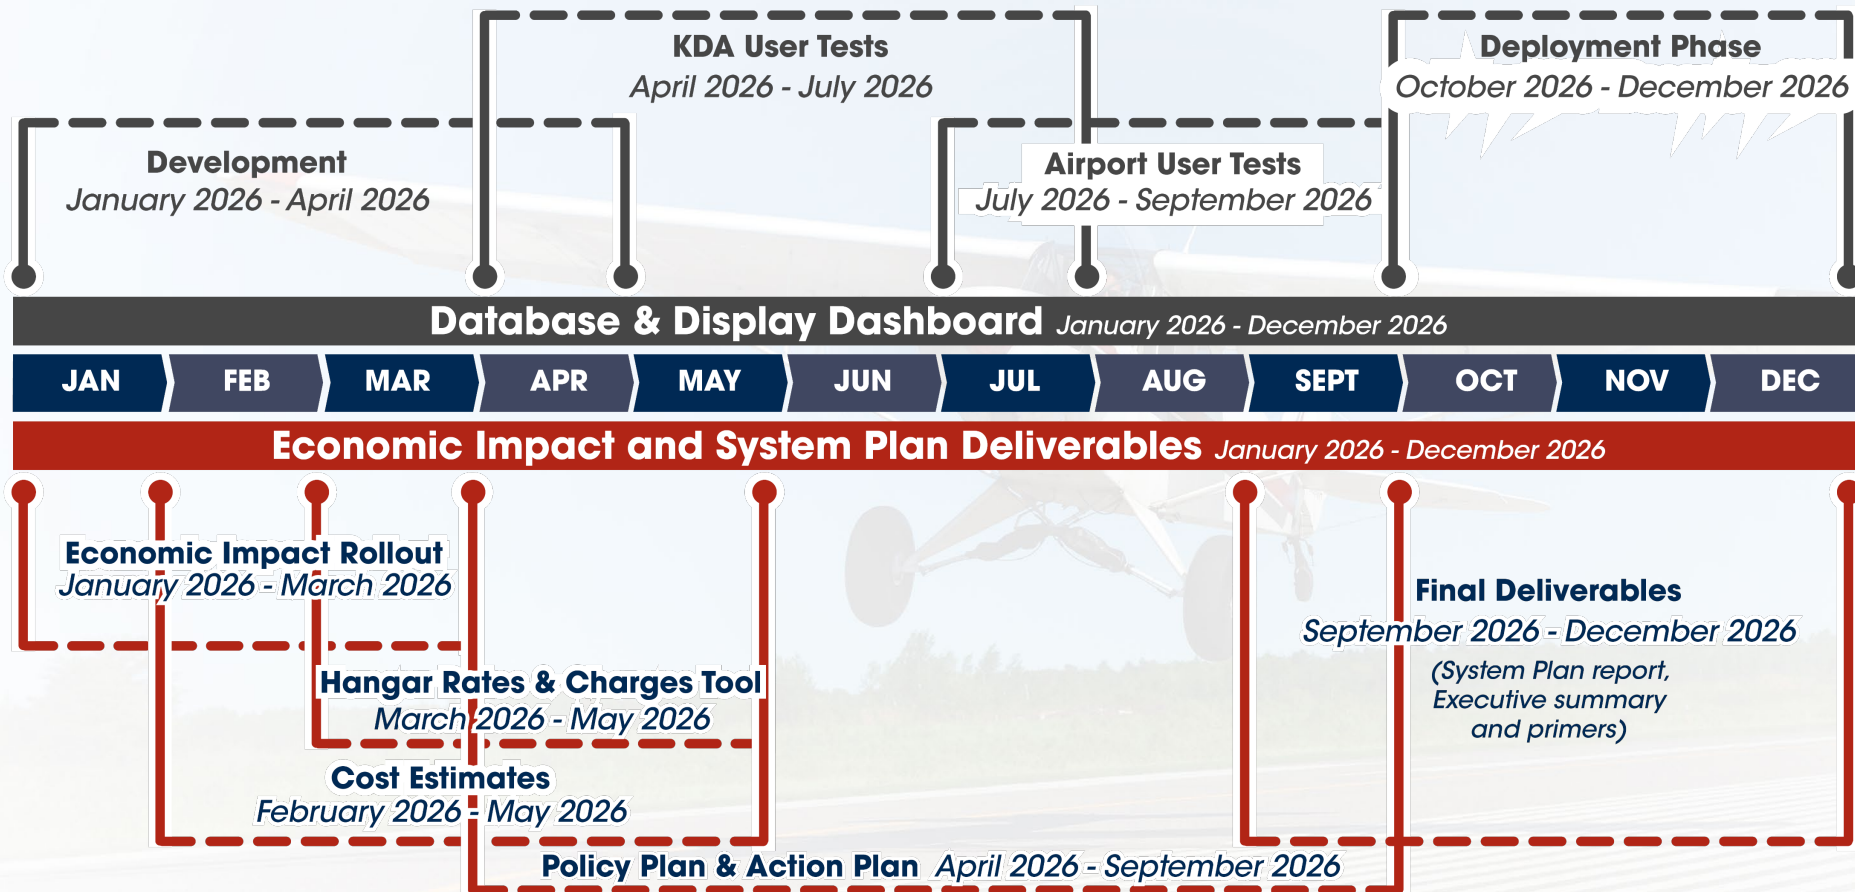 KDA User Tests
April 2026 - July 2026
Deployment Phase
October 2026 - December 2026
Development
January 2026 - April 2026
Airport User Tests
July 2026 - September 2026
Database & Display Dashboard January 2026 - December 2026
JAN FEB MAR APR MAY JUN JUL AUG SEPT OCT NOV DEC
Economic Impact and System Plan Deliverables January 2026 - December 2026
Economic Impact Rollout
January 2026 - March 2026
Final Deliverables
September 2026 - December 2026
(System Plan report,
Executive summary
and primers)
Hangar Rates & Charges Tool
March 2026 - May 2026
Cost Estimates
February 2026 - May 2026
Policy Plan & Action Plan April 2026 - September 2026